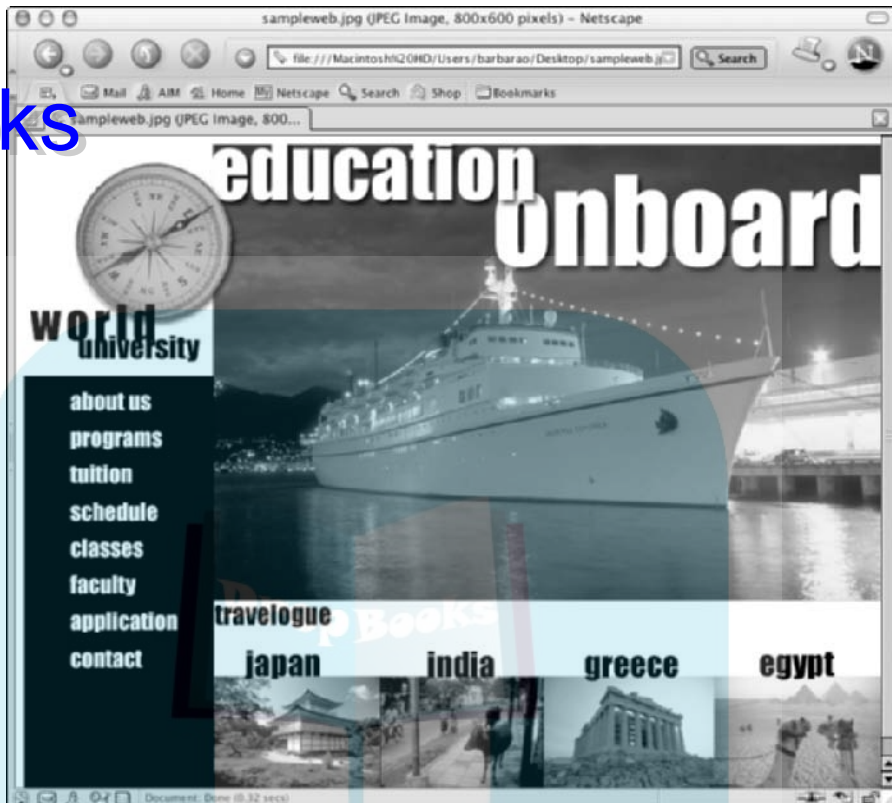 sampleweb.jpg (JPEG Image, 800x600 pixels) – Netscape
file:///Macintosh%20HD/Users/barbarao/Desktop/sampleweb.jp
Search
N
Mail AIM Home Netscape Search Shop Bookmarks
ks
sampleweb.jpg (JPEG Image, 800...
education
onboard
world
university
about us
programs
tuition
schedule
classes
faculty
application
contact
travelogue
Books
japan india greece egypt
Document: Done (0.32 secs)